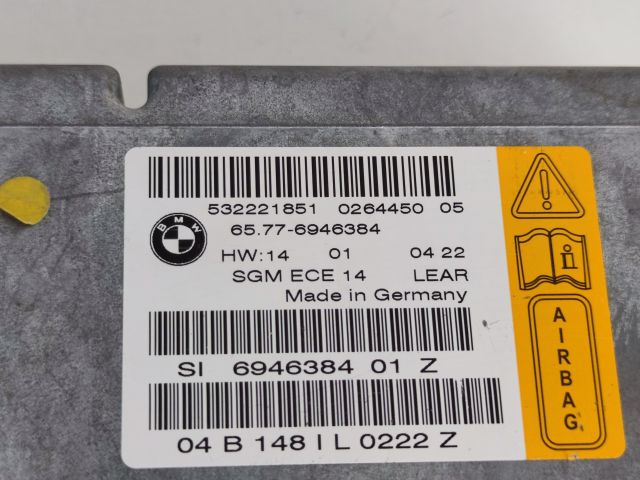 532221851 0264450 05
BMW
65.77-6946384
HW:14 01 04 22
SGM ECE 14 LEAR
Made in Germany
SI 6946384 01 Z
04 B 148 I L 0222 Z
!
i
AIRBAG